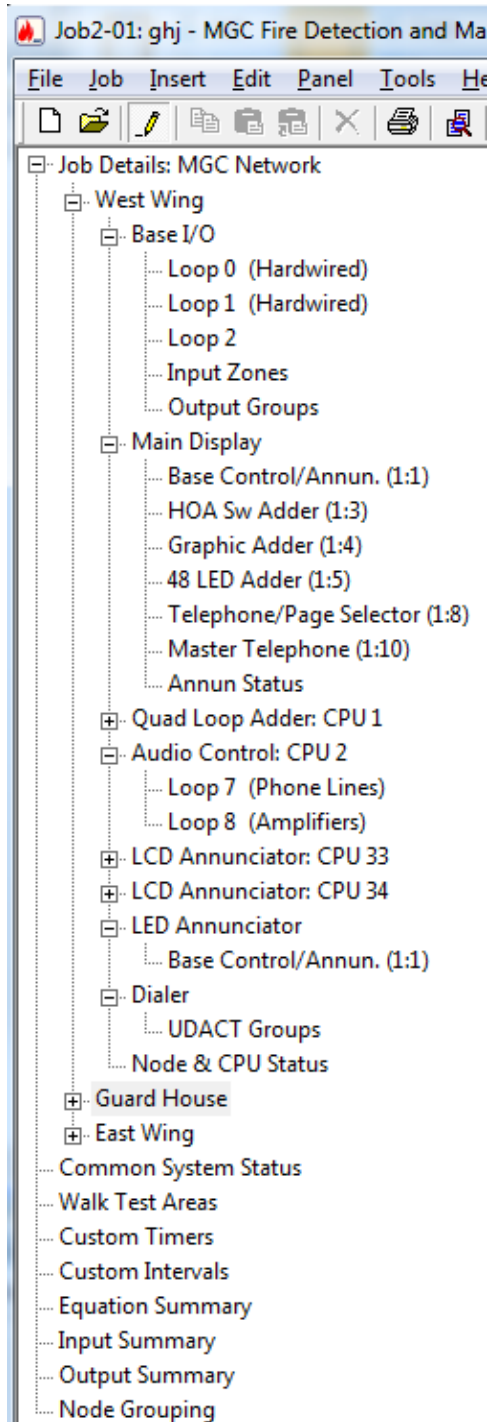 Job2-01: ghj - MGC Fire Detection and Ma
File Job Insert Edit Panel Tools He
Job Details: MGC Network
West Wing
Base I/O
Loop 0 (Hardwired)
Loop 1 (Hardwired)
Loop 2
Input Zones
Output Groups
Main Display
Base Control/Annun. (1:1)
HOA Sw Adder (1:3)
Graphic Adder (1:4)
48 LED Adder (1:5)
Telephone/Page Selector (1:8)
Master Telephone (1:10)
Annun Status
Quad Loop Adder: CPU 1
Audio Control: CPU 2
Loop 7 (Phone Lines)
Loop 8 (Amplifiers)
LCD Annunciator: CPU 33
LCD Annunciator: CPU 34
LED Annunciator
Base Control/Annun. (1:1)
Dialer
UDACT Groups
Node & CPU Status
Guard House
East Wing
Common System Status
Walk Test Areas
Custom Timers
Custom Intervals
Equation Summary
Input Summary
Output Summary
Node Grouping